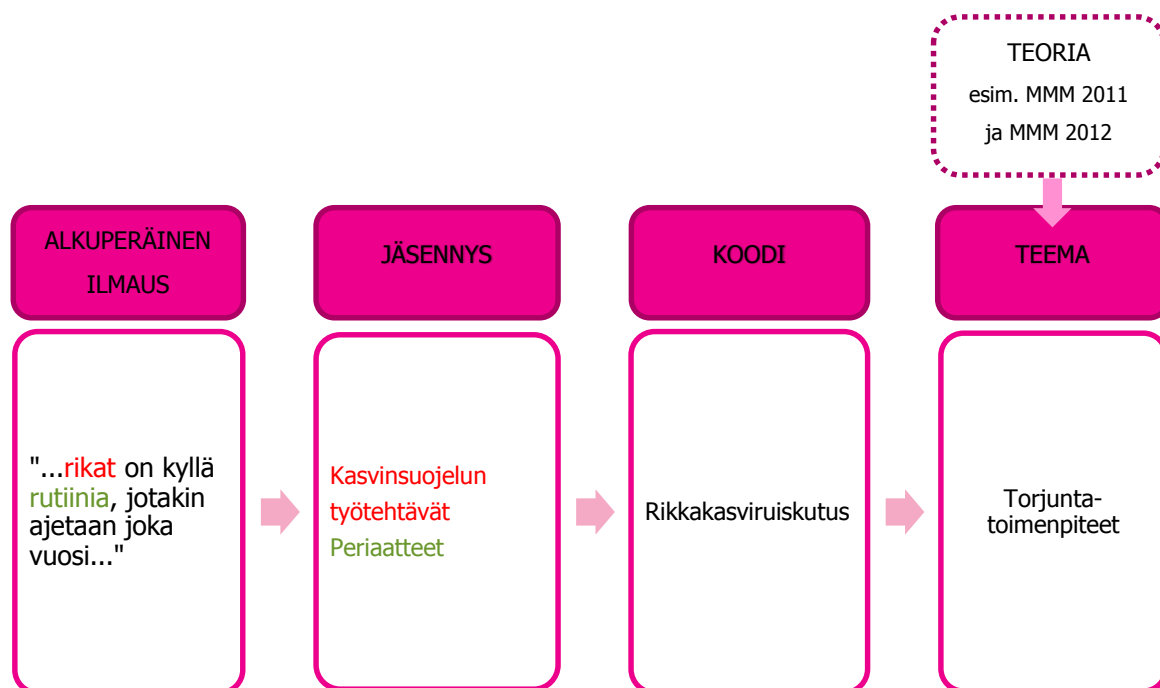 TEORIA
esim. MMM 2011
ja MMM 2012
ALKUPERÄINEN
ILMAUS
JÄSENNYS
KOODI
TEEMA
"...rikat on kyllä
rutiinia, jotakin
ajetaan joka
vuosi..."
Kasvinsuojelun
työtehtävät
Periaatteet
Rikkakasviruiskutus
Torjunta-
toimenpiteet